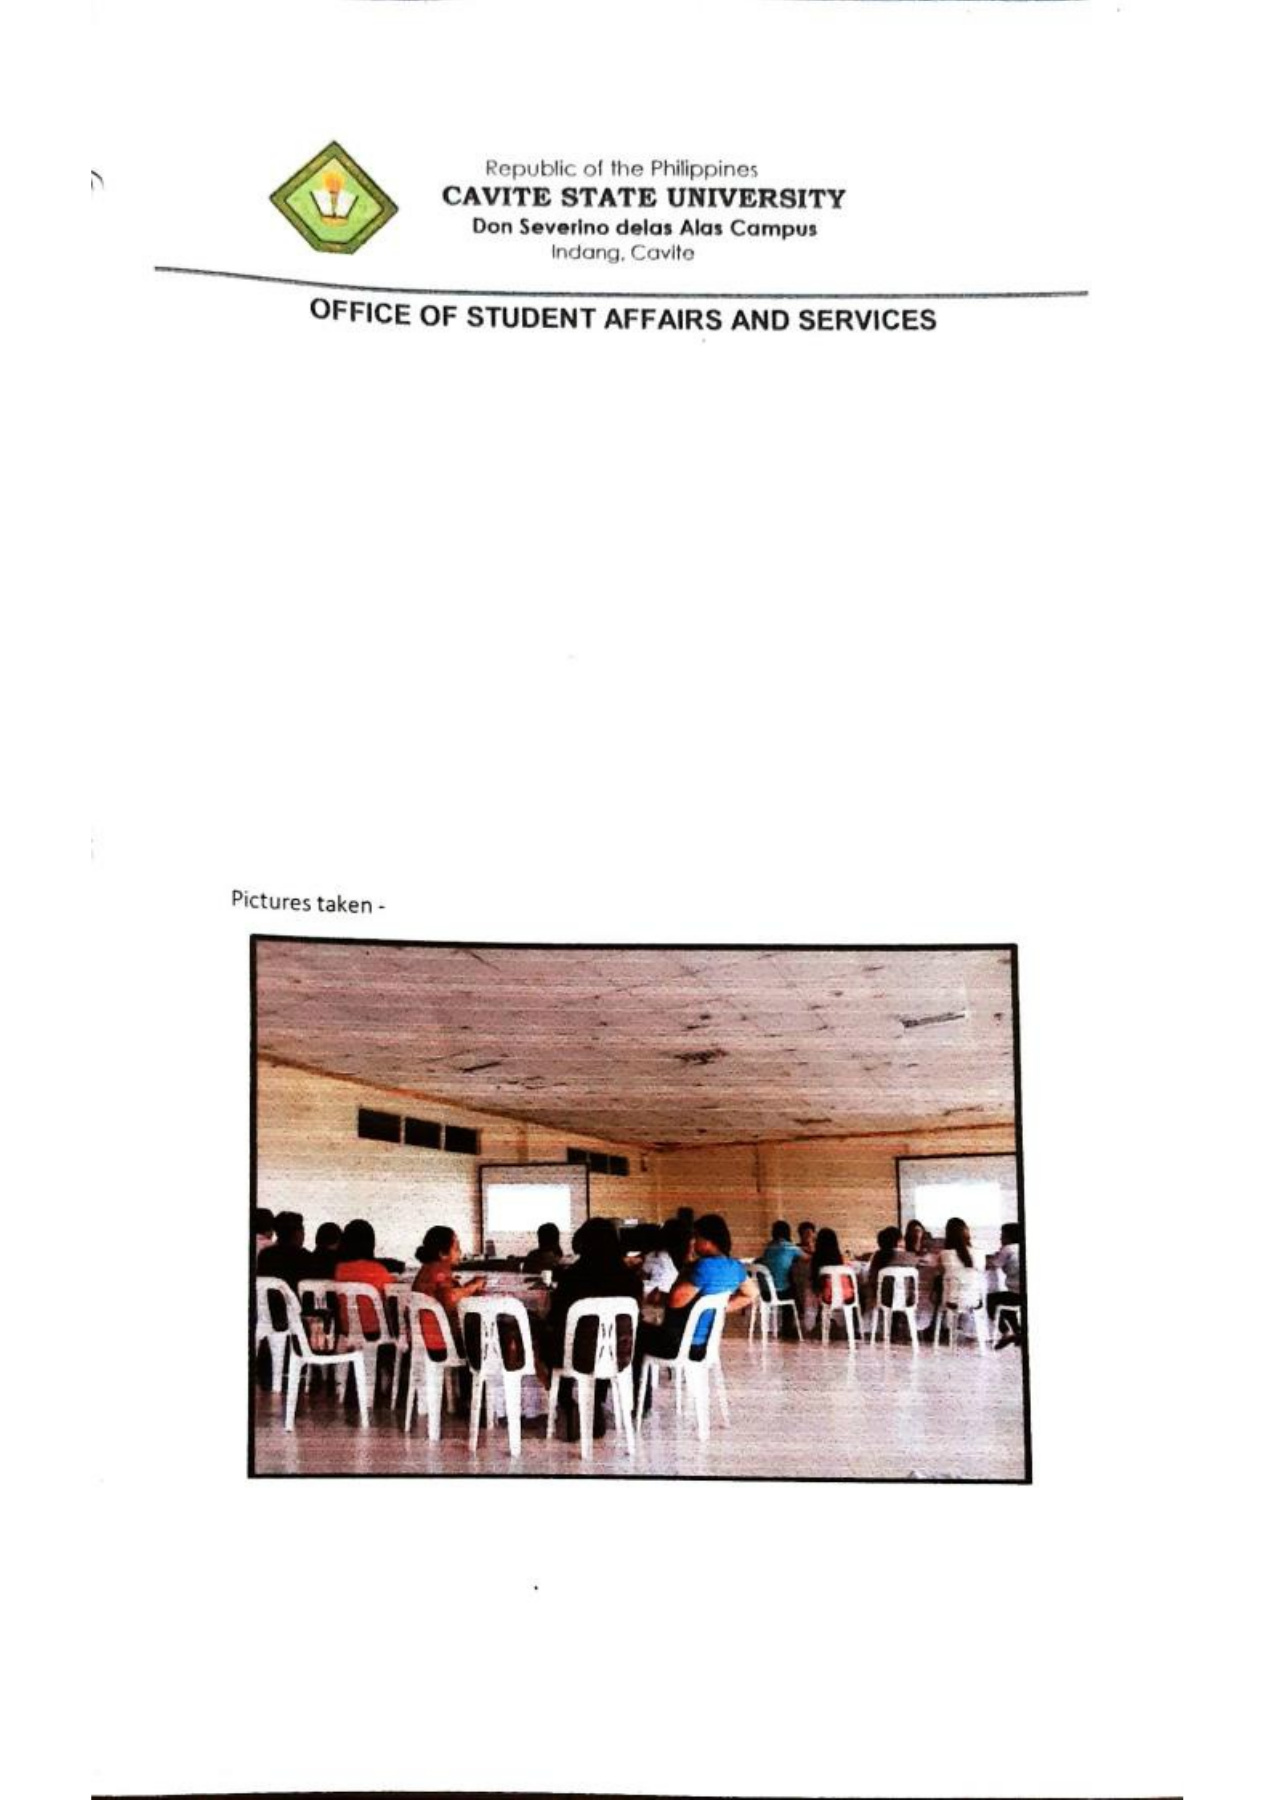 Republic of the Philippines
CAVITE STATE UNIVERSITY
Don Severino delas Alas Campus
Indang, Cavite
OFFICE OF STUDENT AFFAIRS AND SERVICES
Pictures taken -